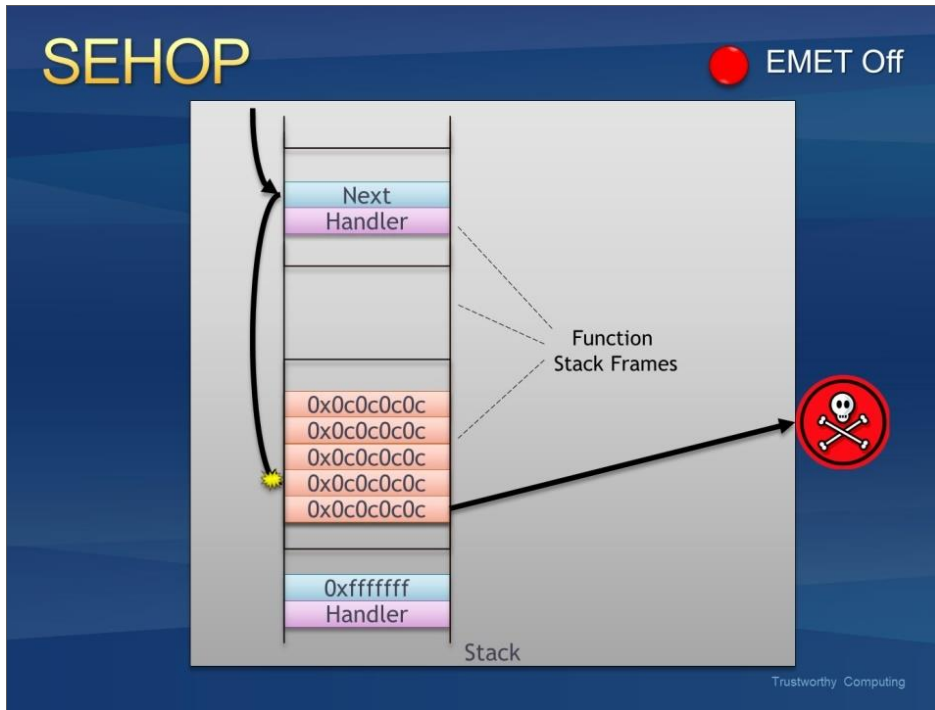 SEHOP
EMET Off
Next
Handler
Function
Stack Frames
0x0c0c0c0c
0x0c0c0c0c
0x0c0c0c0c
0x0c0c0c0c
0x0c0c0c0c
0xfffffff
Handler
Stack
Trustworthy Computing